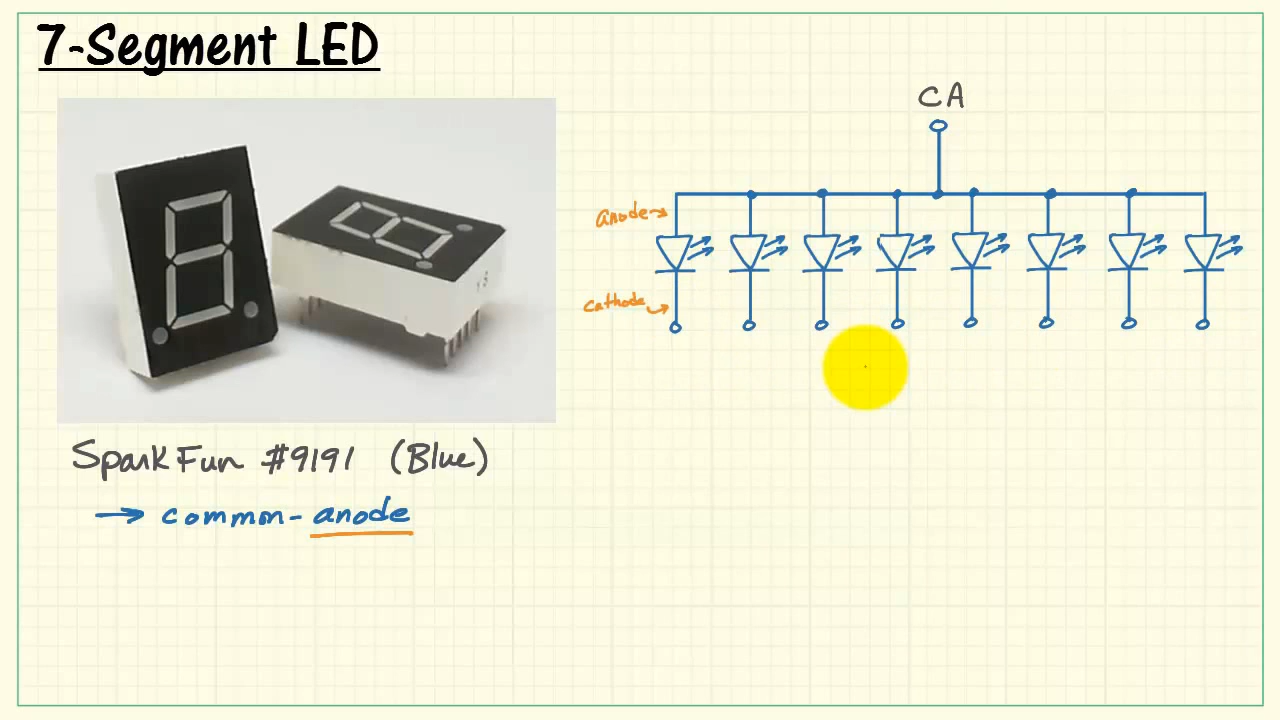 7-Segment LED
CA
anode→
cathode
SparkFun #9191 (Blue)
→ common-anode